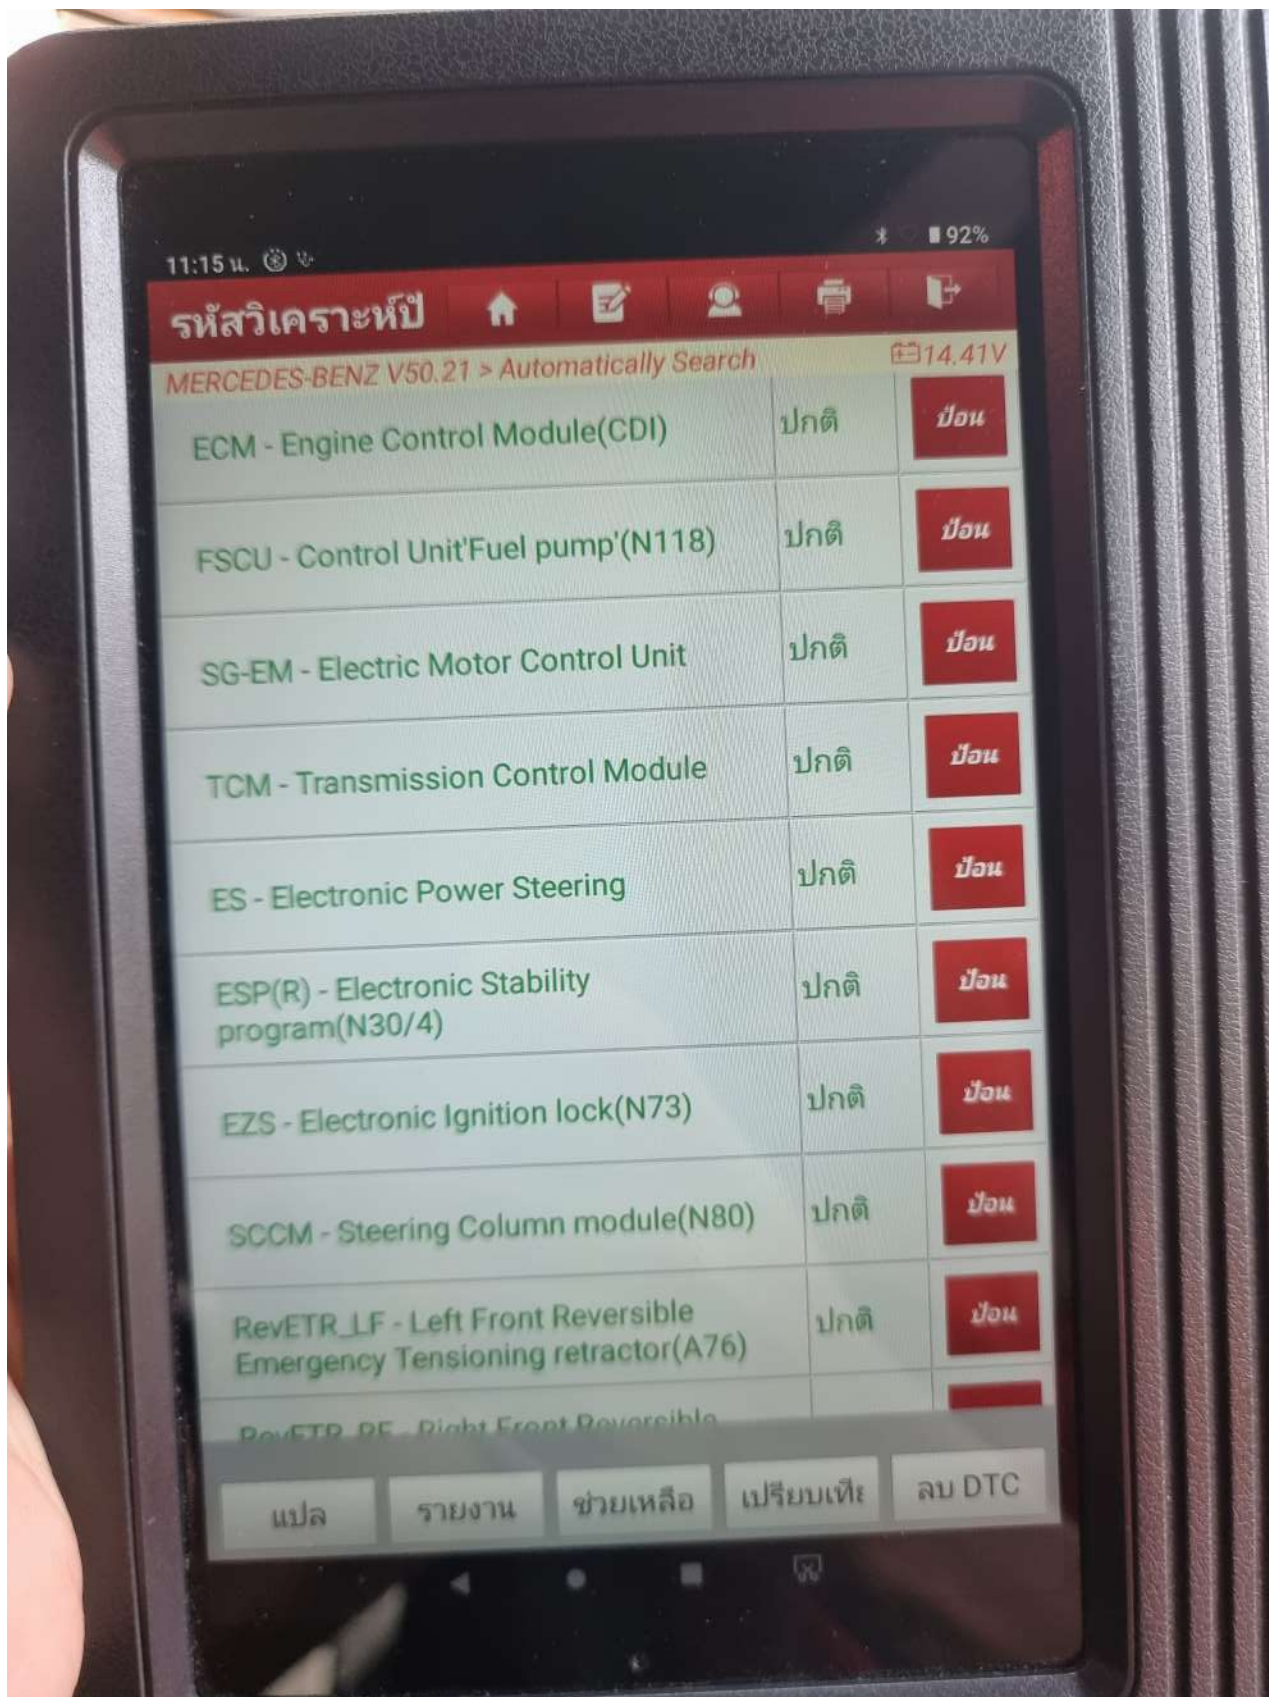 11:15 น.
92%
รหัสวิเคราะห์ปั
MERCEDES-BENZ V50.21 > Automatically Search
14.41V
ECM - Engine Control Module(CDI)
ปกติ
ป้อน
FSCU - Control Unit'Fuel pump'(N118)
ปกติ
ป้อน
SG-EM - Electric Motor Control Unit
ปกติ
ป้อน
TCM - Transmission Control Module
ปกติ
ป้อน
ES - Electronic Power Steering
ปกติ
ป้อน
ESP(R) - Electronic Stability
program(N30/4)
ปกติ
ป้อน
EZS - Electronic Ignition lock(N73)
ปกติ
ป้อน
SCCM - Steering Column module(N80)
ปกติ
ป้อน
RevETR_LF - Left Front Reversible
Emergency Tensioning retractor(A76)
ปกติ
ป้อน
RevETR_RF - Right Front Reversible
แปล
รายงาน
ช่วยเหลือ
เปรียบเทีย
ลบ DTC